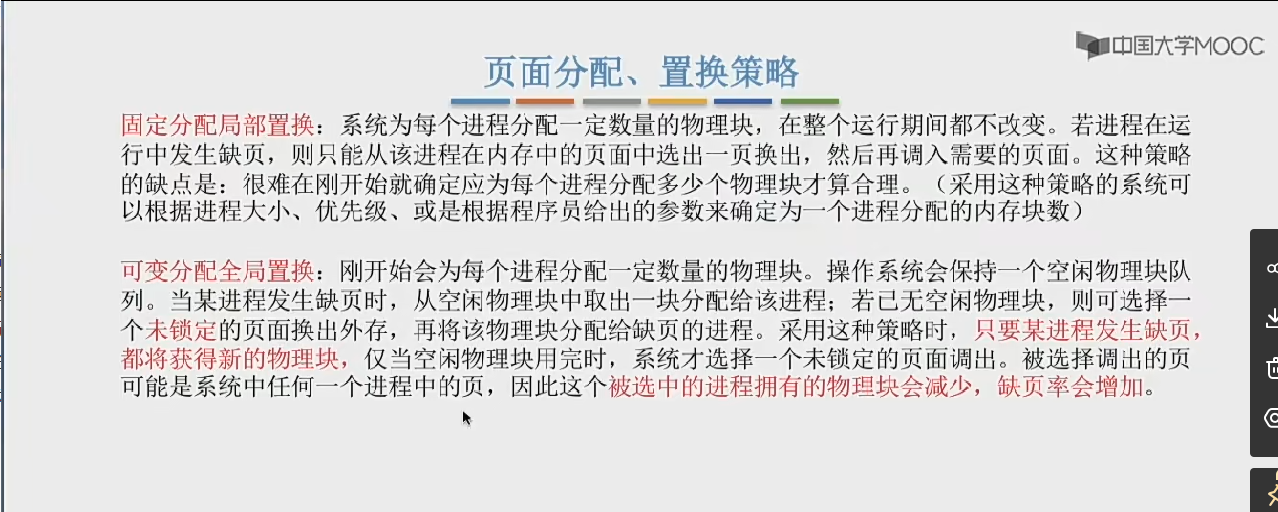 中国大学MOOC
页面分配、置换策略
固定分配局部置换：系统为每个进程分配一定数量的物理块，在整个运行期间都不改变。若进程在运
行中发生缺页，则只能从该进程在内存中的页面中选出一页换出，然后再调入需要的页面。这种策略
的缺点是：很难在刚开始就确定应为每个进程分配多少个物理块才算合理。（采用这种策略的系统可
以根据进程大小、优先级、或是根据程序员给出的参数来确定为一个进程分配的内存块数）
可变分配全局置换：刚开始会为每个进程分配一定数量的物理块。操作系统会保持一个空闲物理块队
列。当某进程发生缺页时，从空闲物理块中取出一块分配给该进程；若已无空闲物理块，则可选择一
个未锁定的页面换出外存，再将该物理块分配给缺页的进程。采用这种策略时，只要某进程发生缺页，
都将获得新的物理块，仅当空闲物理块用完时，系统才选择一个未锁定的页面调出。被选择调出的页
可能是系统中任何一个进程中的页，因此这个被选中的进程拥有的物理块会减少，缺页率会增加。